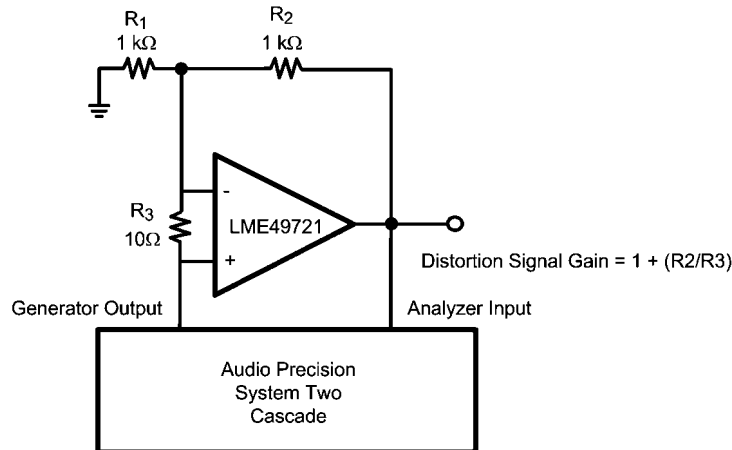 R1
1 kΩ
R2
1 kΩ
R3
10Ω
-
LME49721
+
Distortion Signal Gain = 1 + (R2/R3)
Generator Output
Analyzer Input
Audio Precision
System Two
Cascade